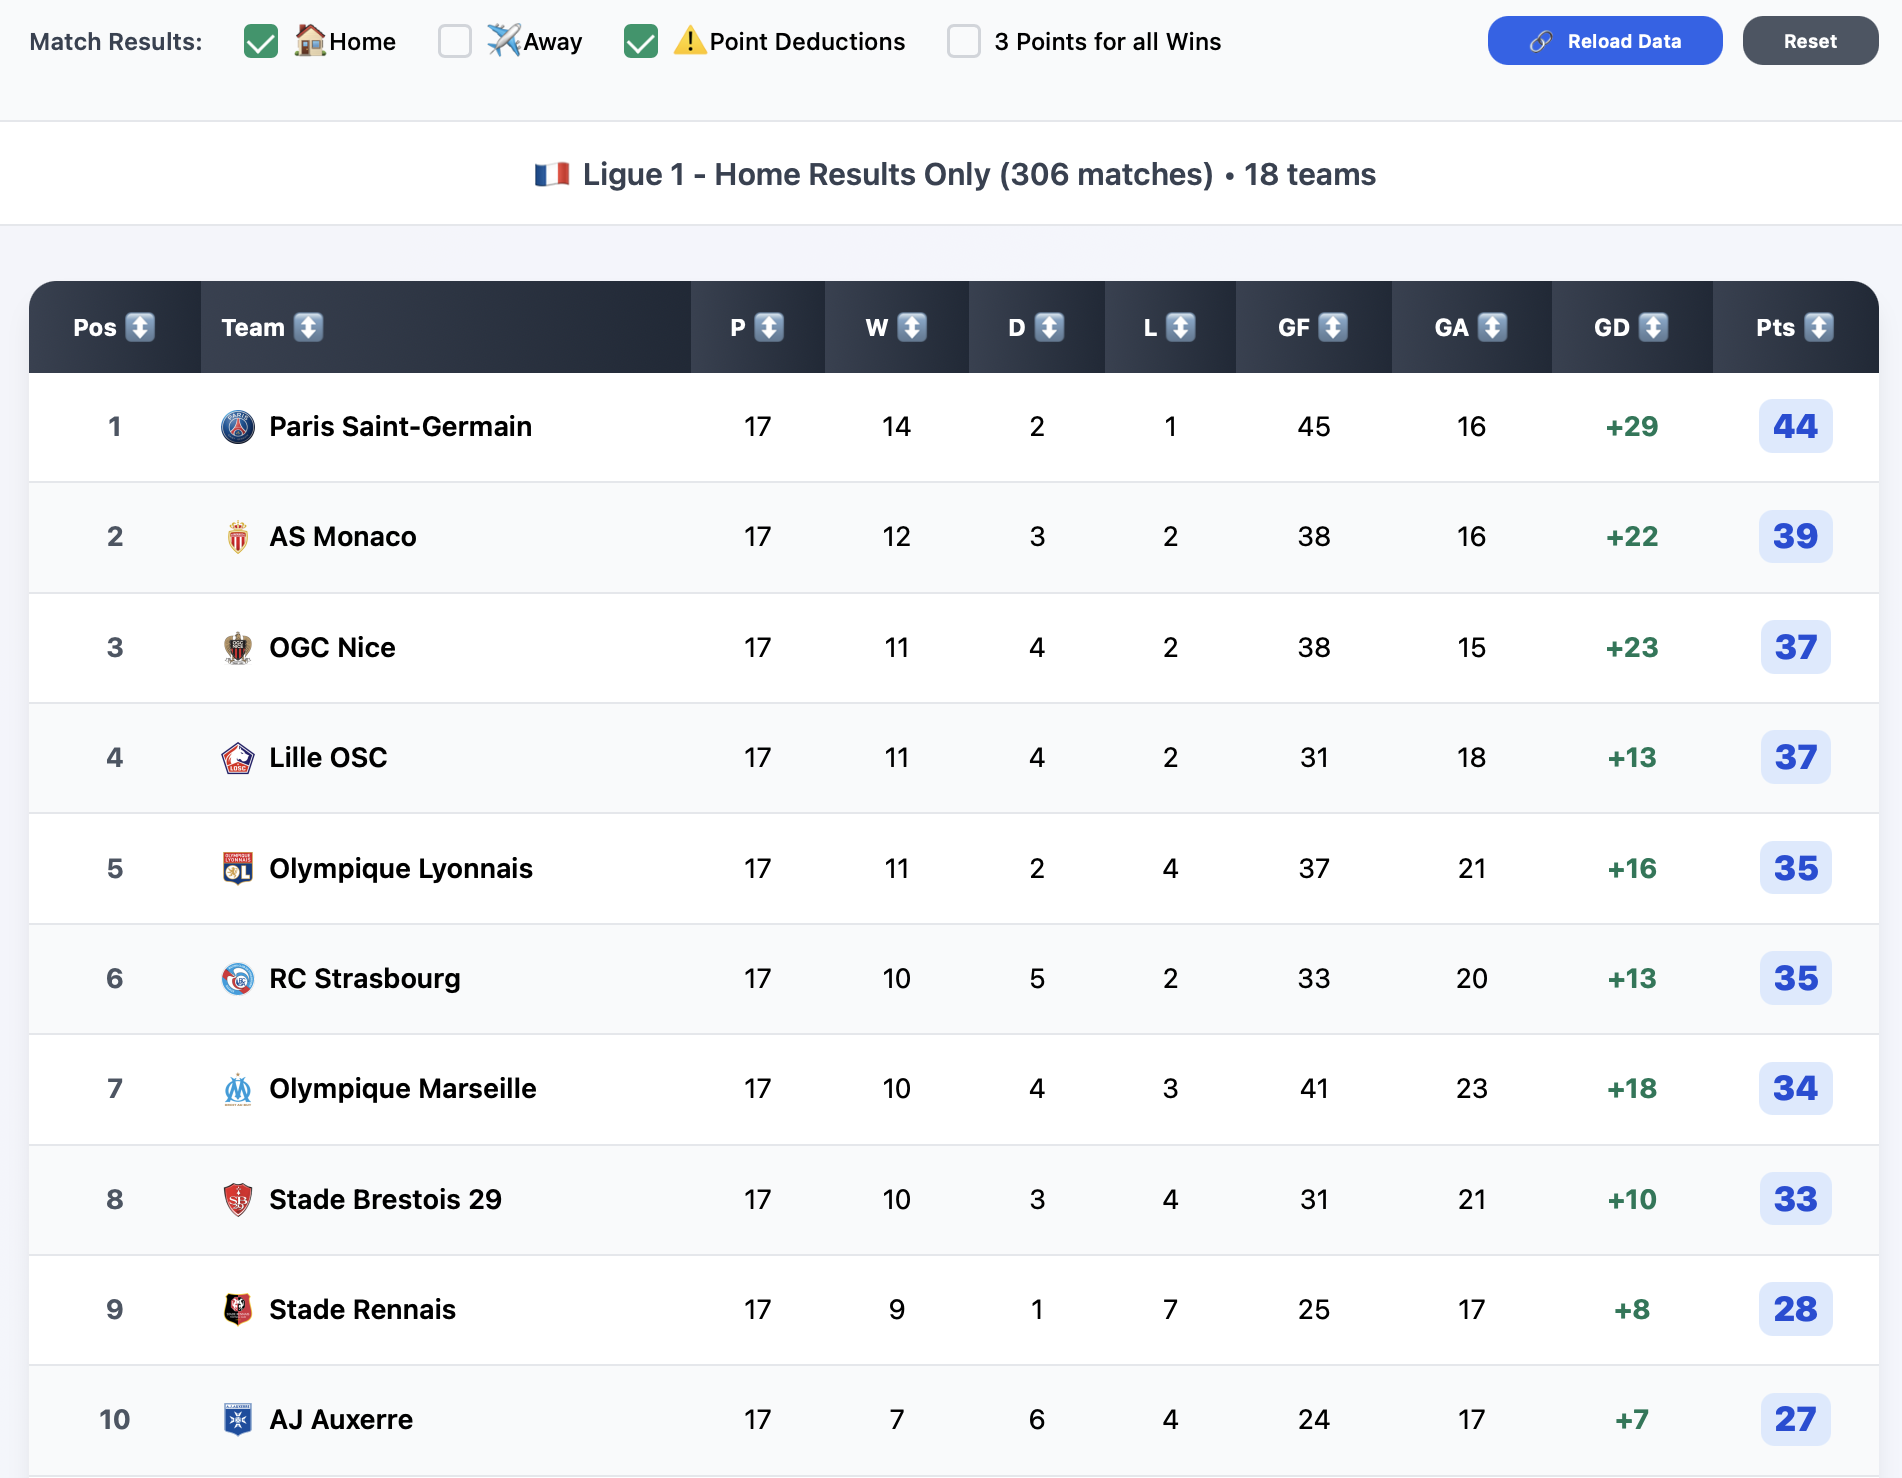 Match Results: Home Away Point Deductions 3 Points for all Wins Reload Data Reset
Ligue 1 - Home Results Only (306 matches) • 18 teams
Pos Team P W D L GF GA GD Pts
1 Paris Saint-Germain 17 14 2 1 45 16 +29 44
2 AS Monaco 17 12 3 2 38 16 +22 39
3 OGC Nice 17 11 4 2 38 15 +23 37
4 Lille OSC 17 11 4 2 31 18 +13 37
5 Olympique Lyonnais 17 11 2 4 37 21 +16 35
6 RC Strasbourg 17 10 5 2 33 20 +13 35
7 Olympique Marseille 17 10 4 3 41 23 +18 34
8 Stade Brestois 29 17 10 3 4 31 21 +10 33
9 Stade Rennais 17 9 1 7 25 17 +8 28
10 AJ Auxerre 17 7 6 4 24 17 +7 27